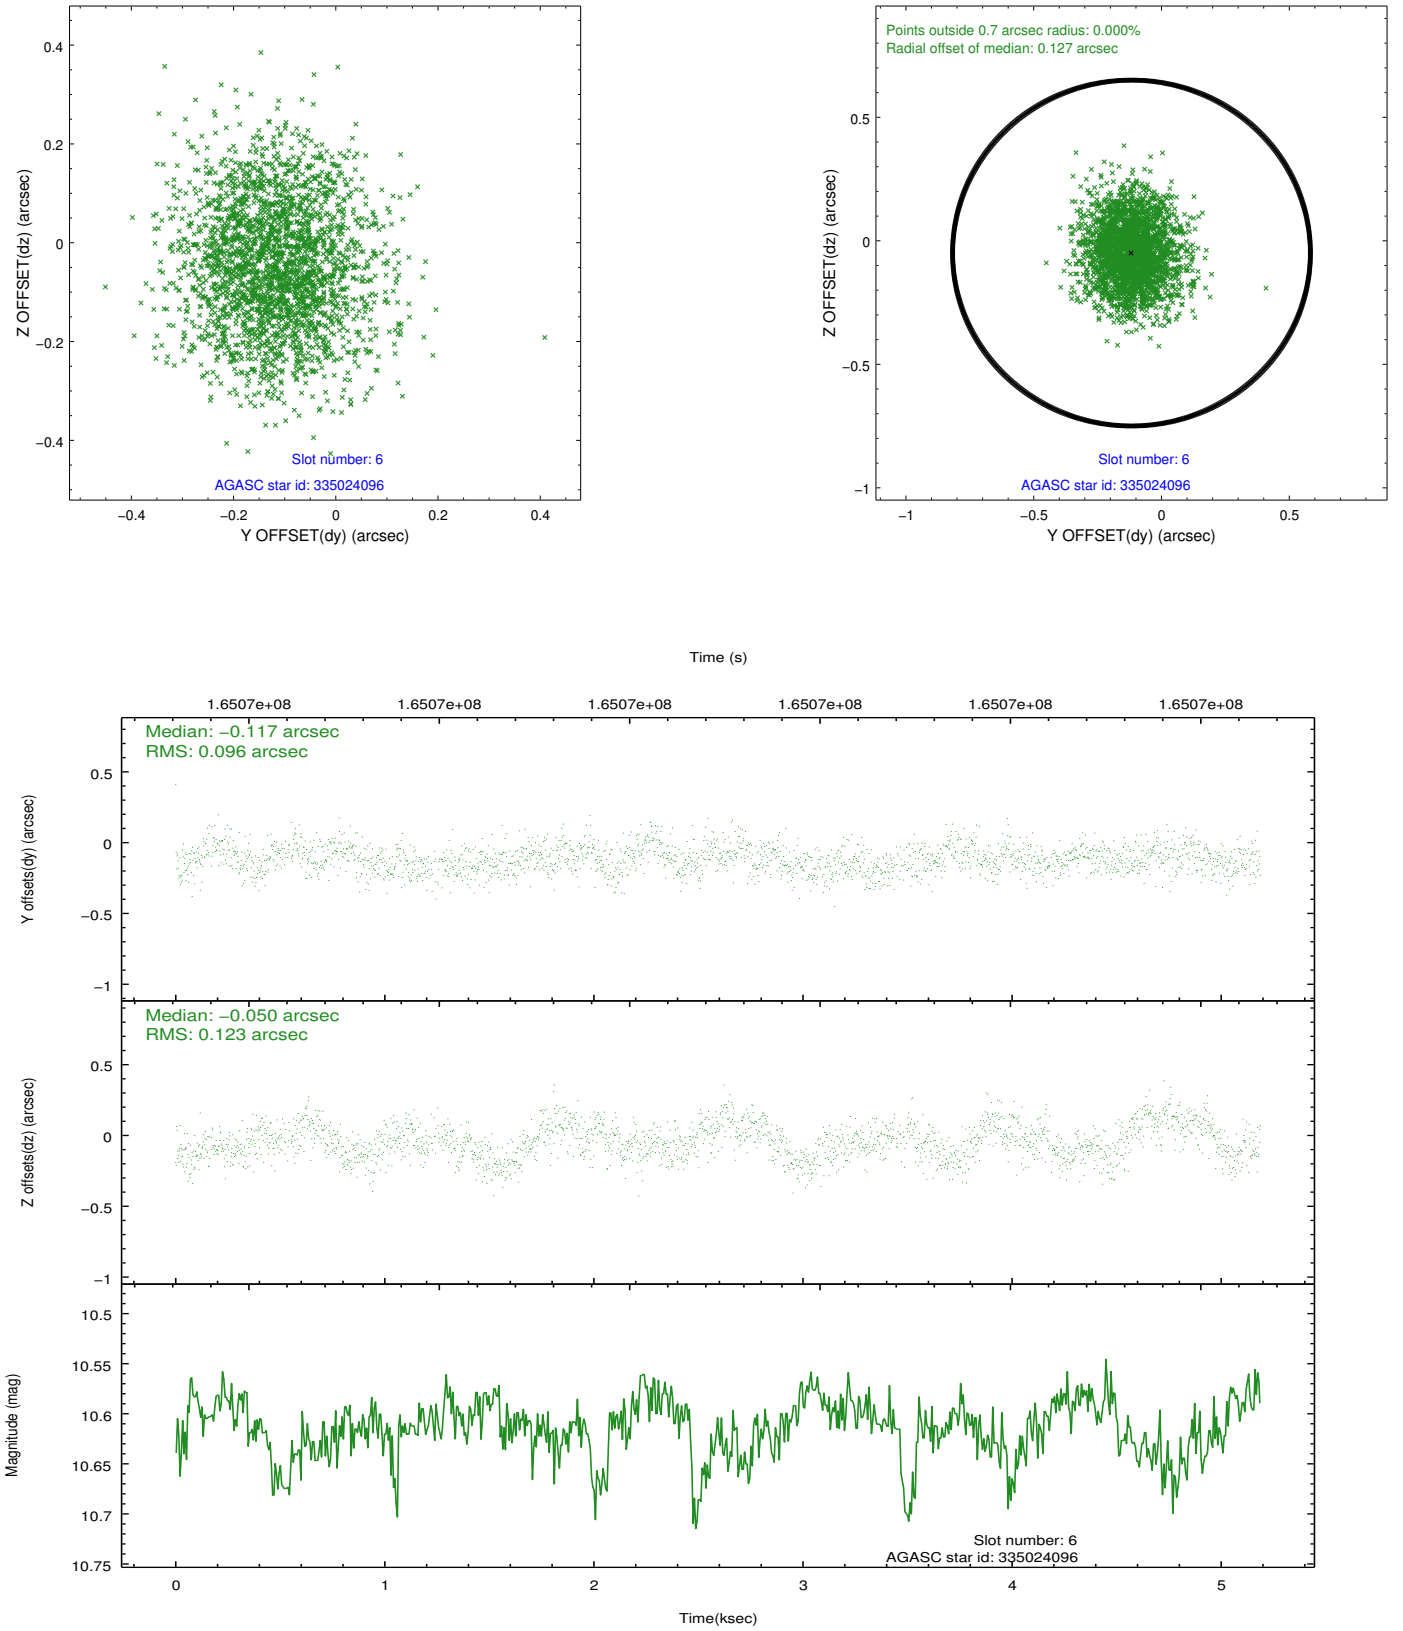 0.4
0.2
0
−0.2
−0.4
Z OFFSET(dz) (arcsec)
Slot number: 6
AGASC star id: 335024096
−0.4 −0.2 0 0.2 0.4
Y OFFSET(dy) (arcsec)
Points outside 0.7 arcsec radius: 0.000%
Radial offset of median: 0.127 arcsec
0.5
0
−0.5
−1
Z OFFSET(dz) (arcsec)
Slot number: 6
AGASC star id: 335024096
−1 −0.5 0 0.5
Y OFFSET(dy) (arcsec)
Time (s)
1.6507e+08 1.6507e+08 1.6507e+08 1.6507e+08 1.6507e+08 1.6507e+08
Median: −0.117 arcsec
RMS: 0.096 arcsec
0.5
0
−0.5
−1
Y offsets(dy) (arcsec)
Median: −0.050 arcsec
RMS: 0.123 arcsec
0.5
0
−0.5
−1
Z offsets(dz) (arcsec)
10.5
10.55
10.6
10.65
10.7
10.75
Magnitude (mag)
Slot number: 6
AGASC star id: 335024096
0 1 2 3 4 5
Time(ksec)